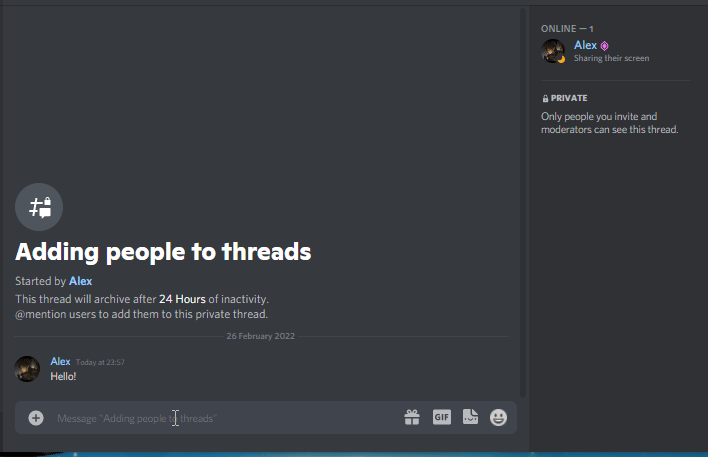 Adding people to threads
Started by Alex
This thread will archive after 24 Hours of inactivity.
@mention users to add them to this private thread.
26 February 2022
Alex Today at 23:57
Hello!
Message "Adding people to threads"
GIF
ONLINE — 1
Alex
Sharing their screen
PRIVATE
Only people you invite and
moderators can see this thread.